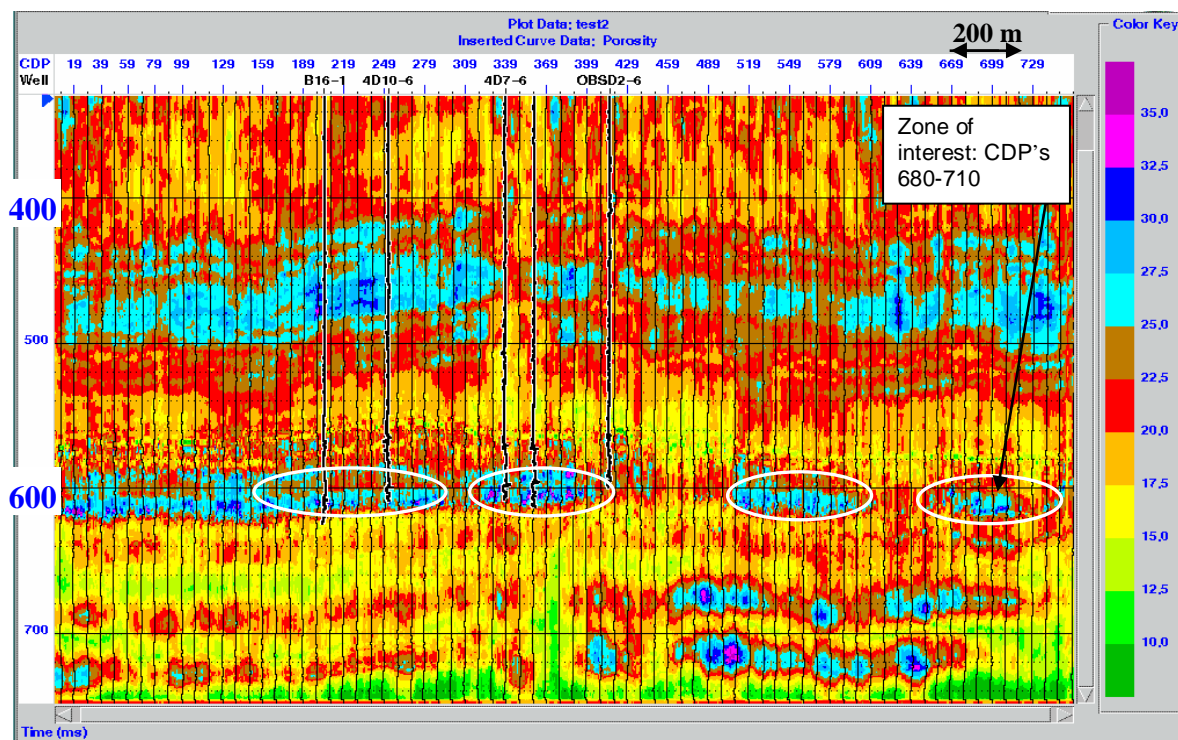 Plot Data: test2
Inserted Curve Data: Porosity
200 m
Color Key
CDP 19 39 59 79 99 129 159 189 219 249 279 309 339 369 399 429 459 489 519 549 579 609 639 669 699 729
Well B16-1 4D10-6 4D7-6 OBSD2-6
Zone of
interest: CDP's
680-710
400
500
600
700
35,0
32,5
30,0
27,5
25,0
22,5
20,0
17,5
15,0
12,5
10,0
Time (ms)